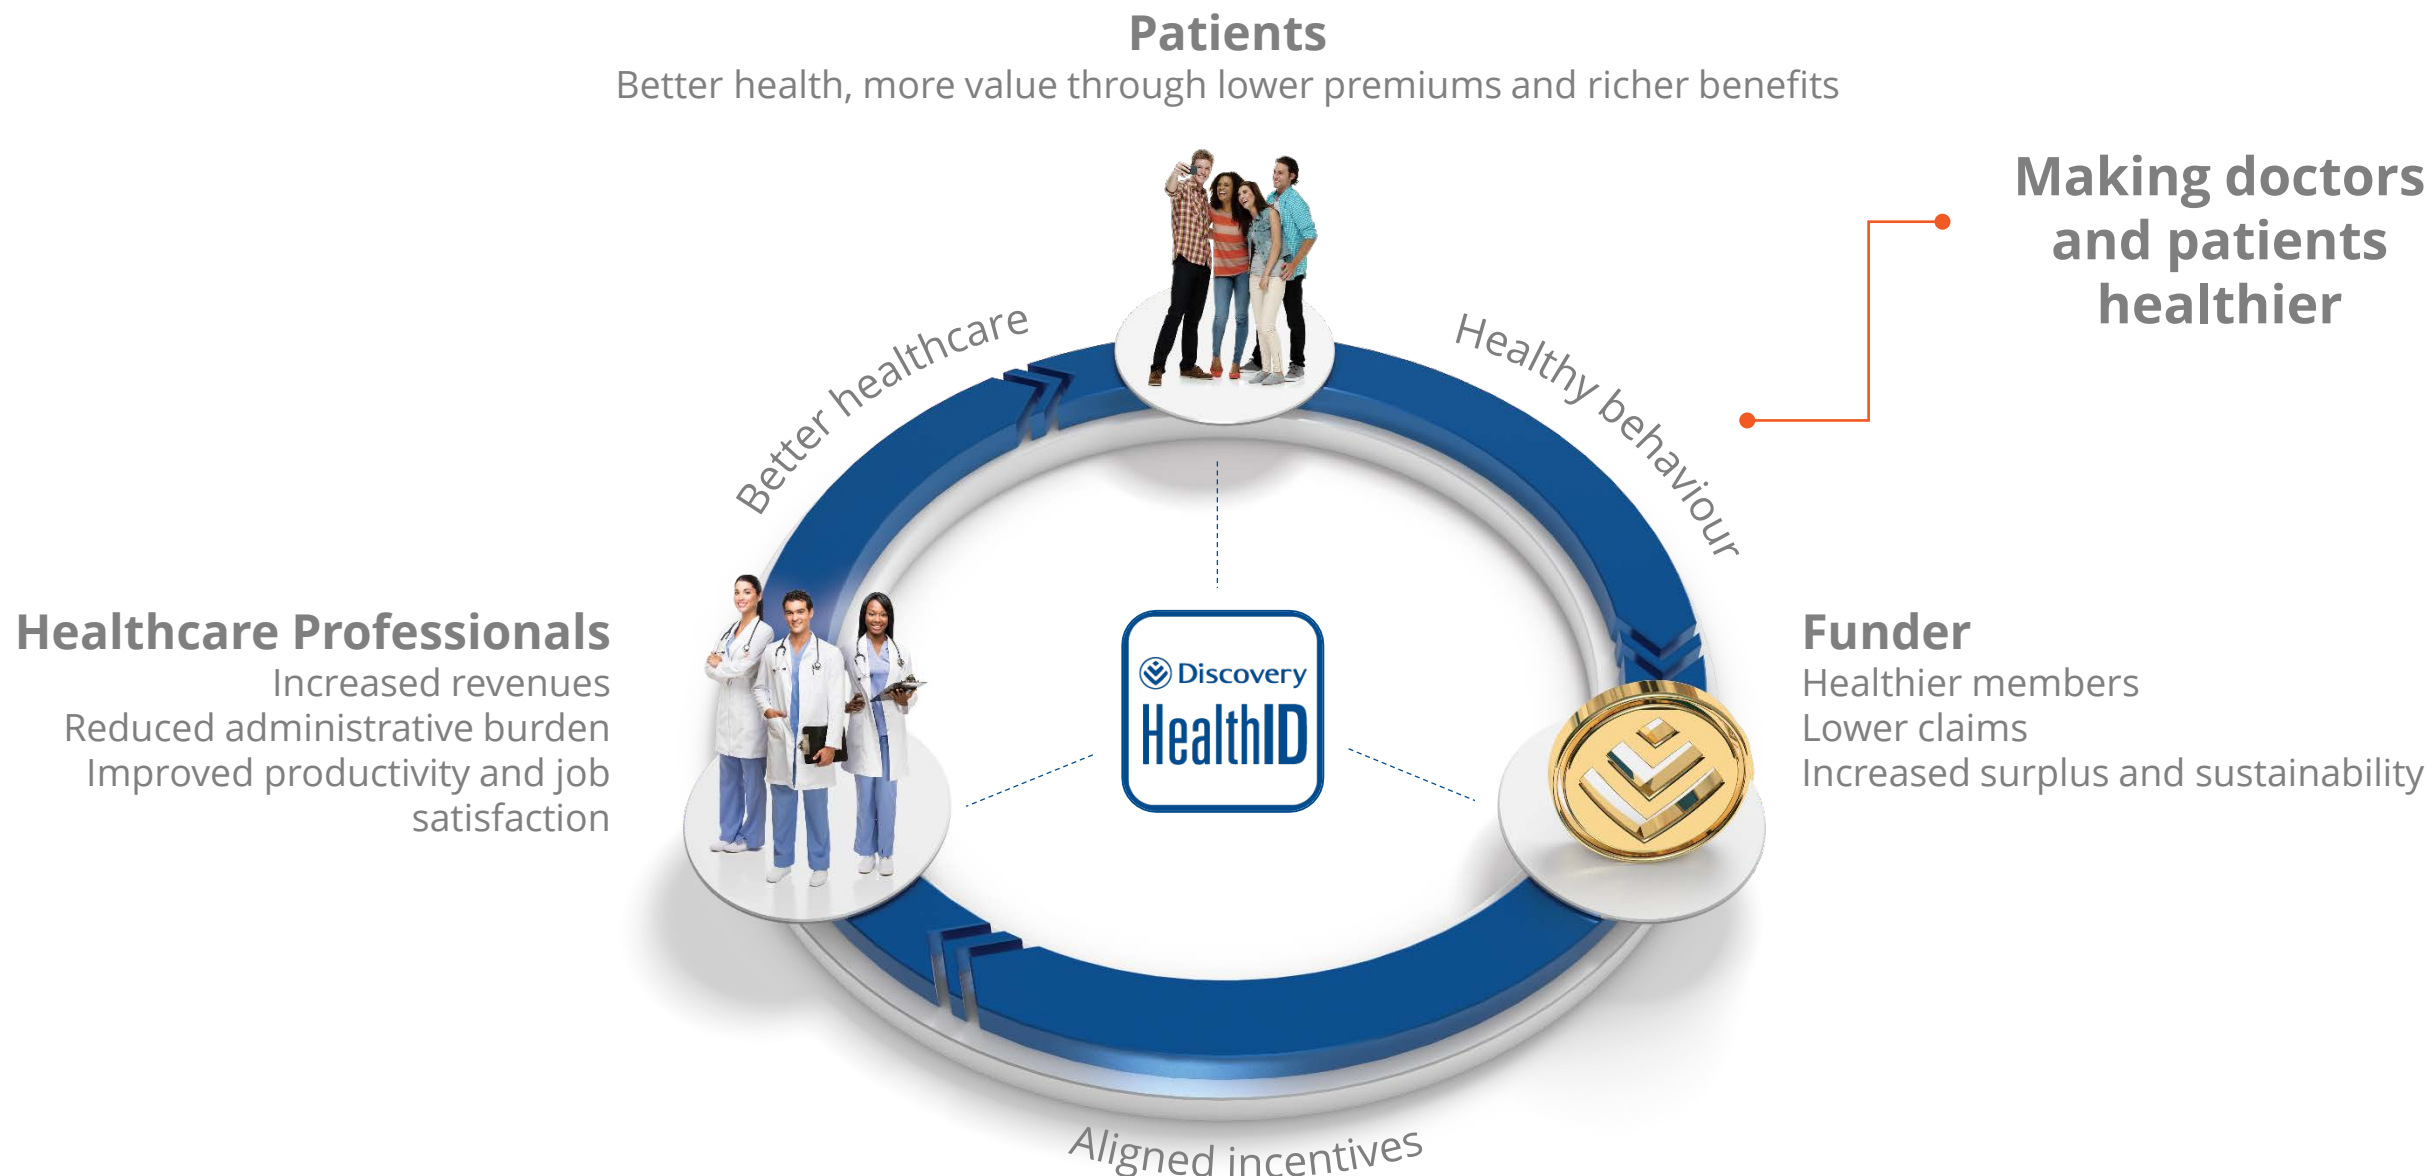 Patients
Better health, more value through lower premiums and richer benefits
Making doctors
and patients
healthier
Better healthcare
Healthy behaviour
Healthcare Professionals
Increased revenues
Reduced administrative burden
Improved productivity and job
satisfaction
Discovery
HealthID
Funder
Healthier members
Lower claims
Increased surplus and sustainability
Aligned incentives